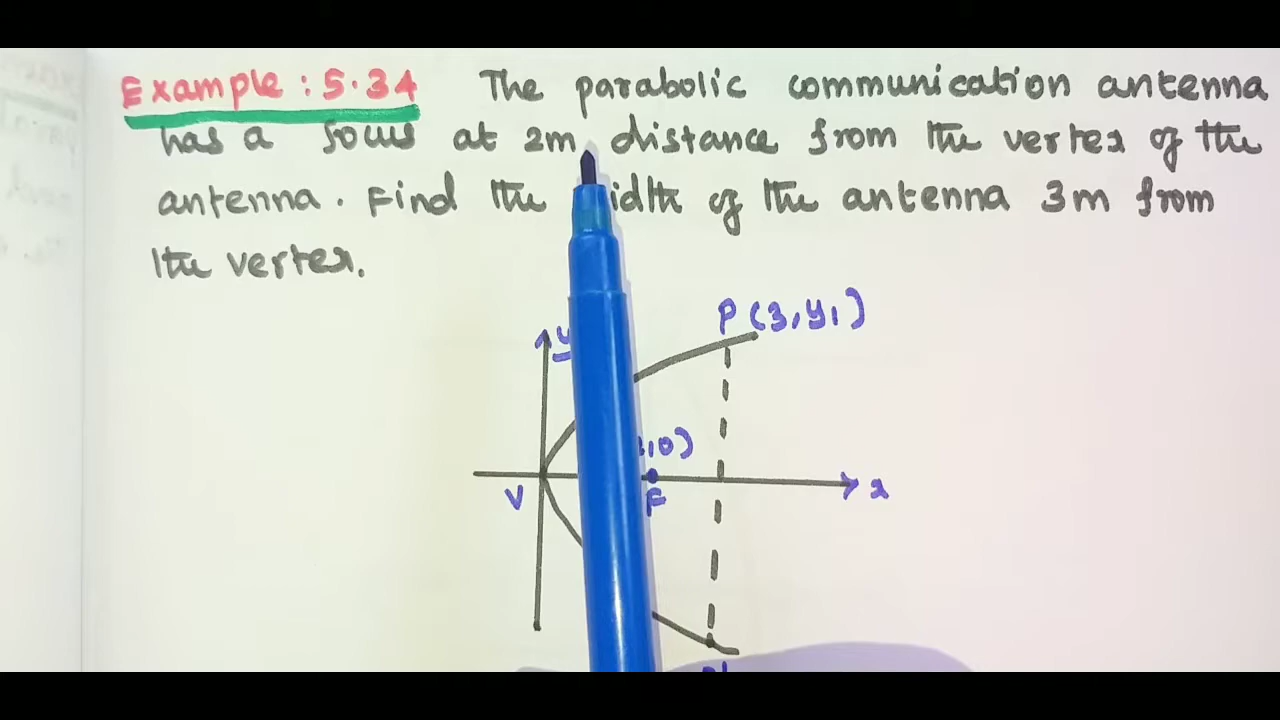 Example: 5.34 The parabolic communication antenna
has a focus at 2m distance from the vertex of the
antenna. Find the width of the antenna 3m from
the vertex.
P(3,y₁)
y
,0)
V F x